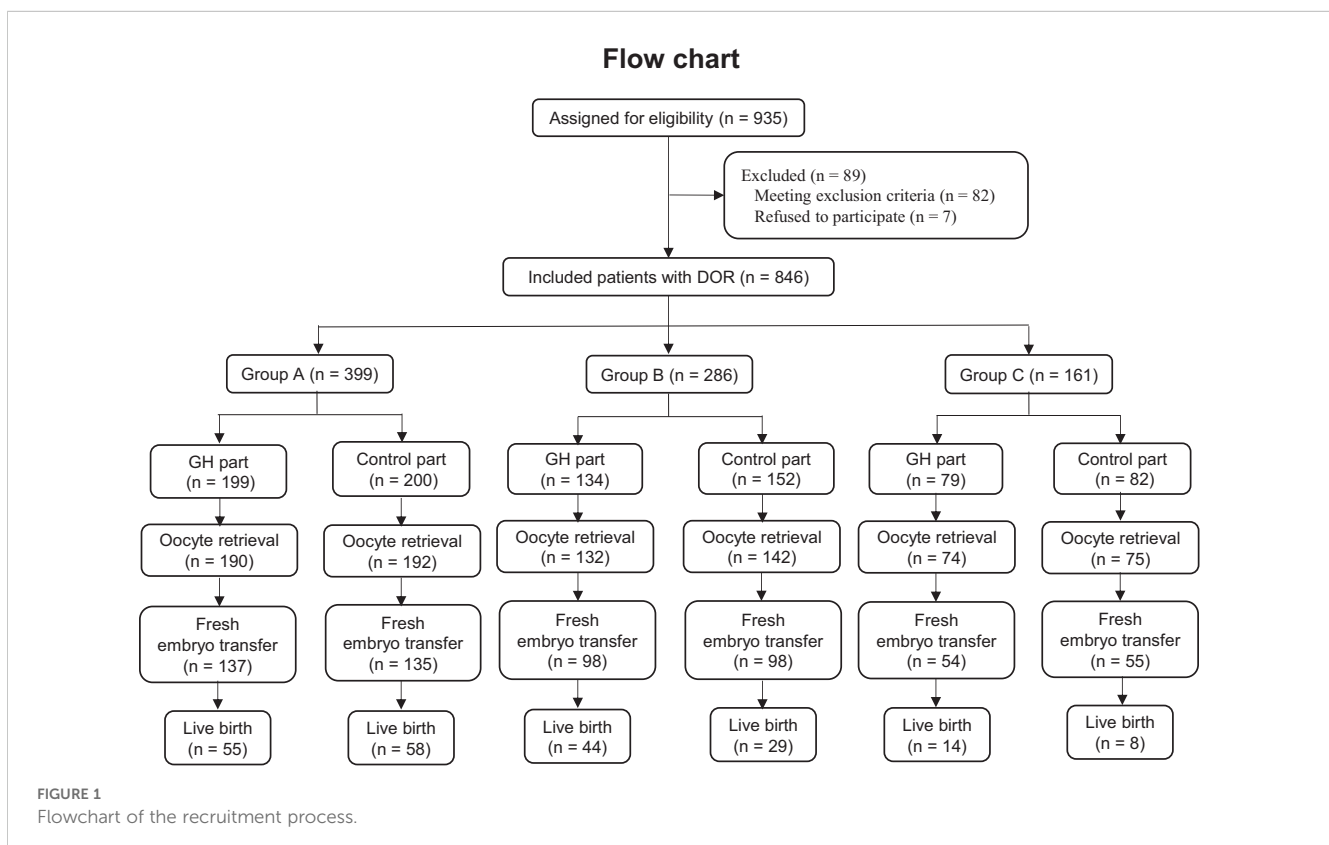 Flow chart
Assigned for eligibility (n = 935)
Excluded (n = 89)
Meeting exclusion criteria (n = 82)
Refused to participate (n = 7)
Included patients with DOR (n = 846)
Group A (n = 399)
Group B (n = 286)
Group C (n = 161)
GH part
(n = 199)
Control part
(n = 200)
GH part
(n = 134)
Control part
(n = 152)
GH part
(n = 79)
Control part
(n = 82)
Oocyte retrieval
(n = 190)
Oocyte retrieval
(n = 192)
Oocyte retrieval
(n = 132)
Oocyte retrieval
(n = 142)
Oocyte retrieval
(n = 74)
Oocyte retrieval
(n = 75)
Fresh
embryo transfer
(n = 137)
Fresh
embryo transfer
(n = 135)
Fresh
embryo transfer
(n = 98)
Fresh
embryo transfer
(n = 98)
Fresh
embryo transfer
(n = 54)
Fresh
embryo transfer
(n = 55)
Live birth
(n = 55)
Live birth
(n = 58)
Live birth
(n = 44)
Live birth
(n = 29)
Live birth
(n = 14)
Live birth
(n = 8)
FIGURE 1
Flowchart of the recruitment process.